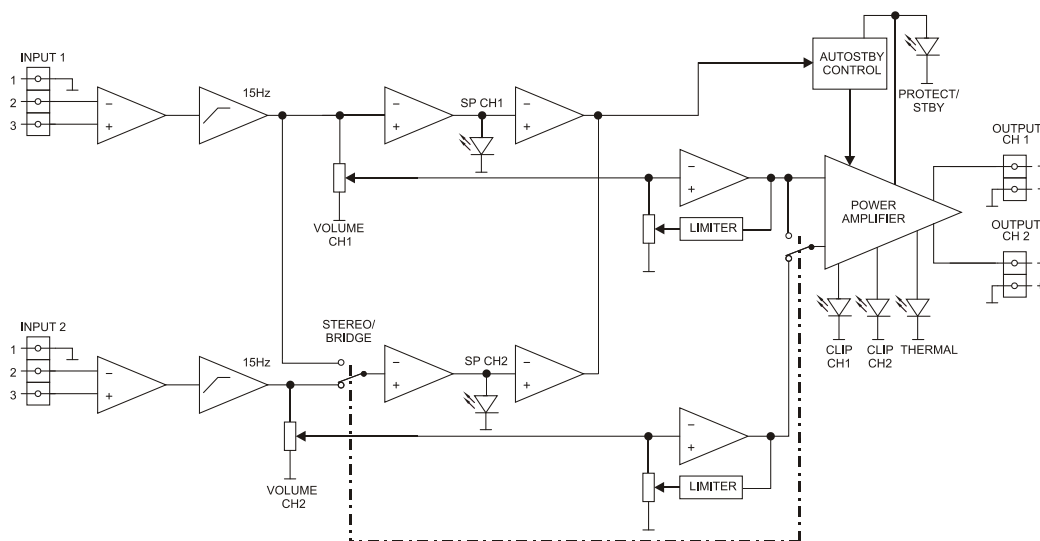 INPUT 1
1
2
3
−
+
15Hz
−
+
SP CH1
−
+
AUTOSTBY
CONTROL
PROTECT/
STBY
VOLUME
CH1
−
+
LIMITER
POWER
AMPLIFIER
OUTPUT
CH 1
OUTPUT
CH 2
CLIP
CH1
CLIP
CH2
THERMAL
INPUT 2
1
2
3
−
+
15Hz
STEREO/
BRIDGE
−
+
SP CH2
−
+
VOLUME
CH2
−
+
LIMITER